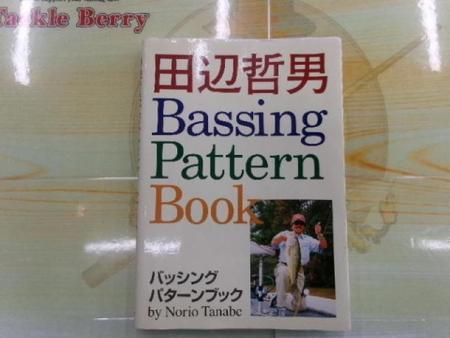 Tackle Berry
田辺哲男
Bassing
Pattern
Book
バッシング
パターンブック
by Norio Tanabe